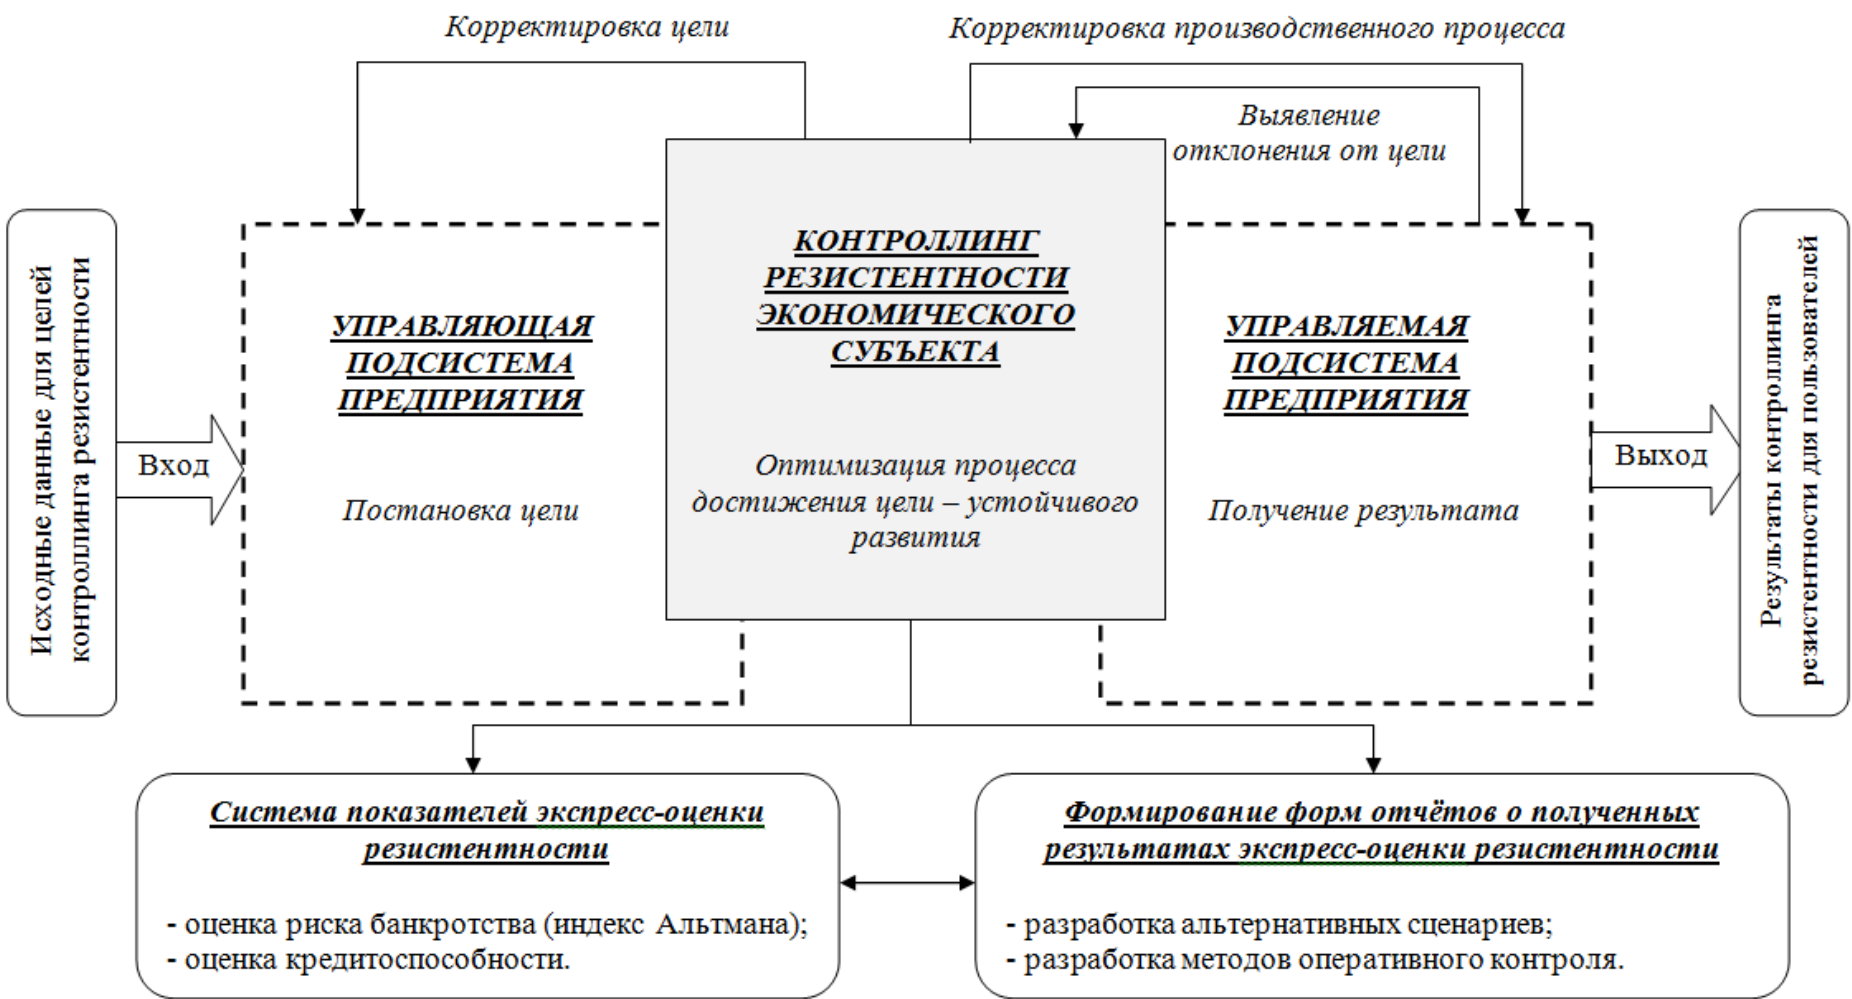 Корректировка цели
Корректировка производственного процесса
Выявление
отклонения от цели
Исходные данные для целей
контроллинга резистентности
Вход
УПРАВЛЯЮЩАЯ
ПОДСИСТЕМА
ПРЕДПРИЯТИЯ
Постановка цели
КОНТРОЛЛИНГ
РЕЗИСТЕНТНОСТИ
ЭКОНОМИЧЕСКОГО
СУБЪЕКТА
Оптимизация процесса
достижения цели – устойчивого
развития
УПРАВЛЯЕМАЯ
ПОДСИСТЕМА
ПРЕДПРИЯТИЯ
Получение результата
Выход
Результаты контроллинга
резистентности для пользователей
Система показателей экспресс-оценки
резистентности
- оценка риска банкротства (индекс Альтмана);
- оценка кредитоспособности.
Формирование форм отчётов о полученных
результатах экспресс-оценки резистентности
- разработка альтернативных сценариев;
- разработка методов оперативного контроля.